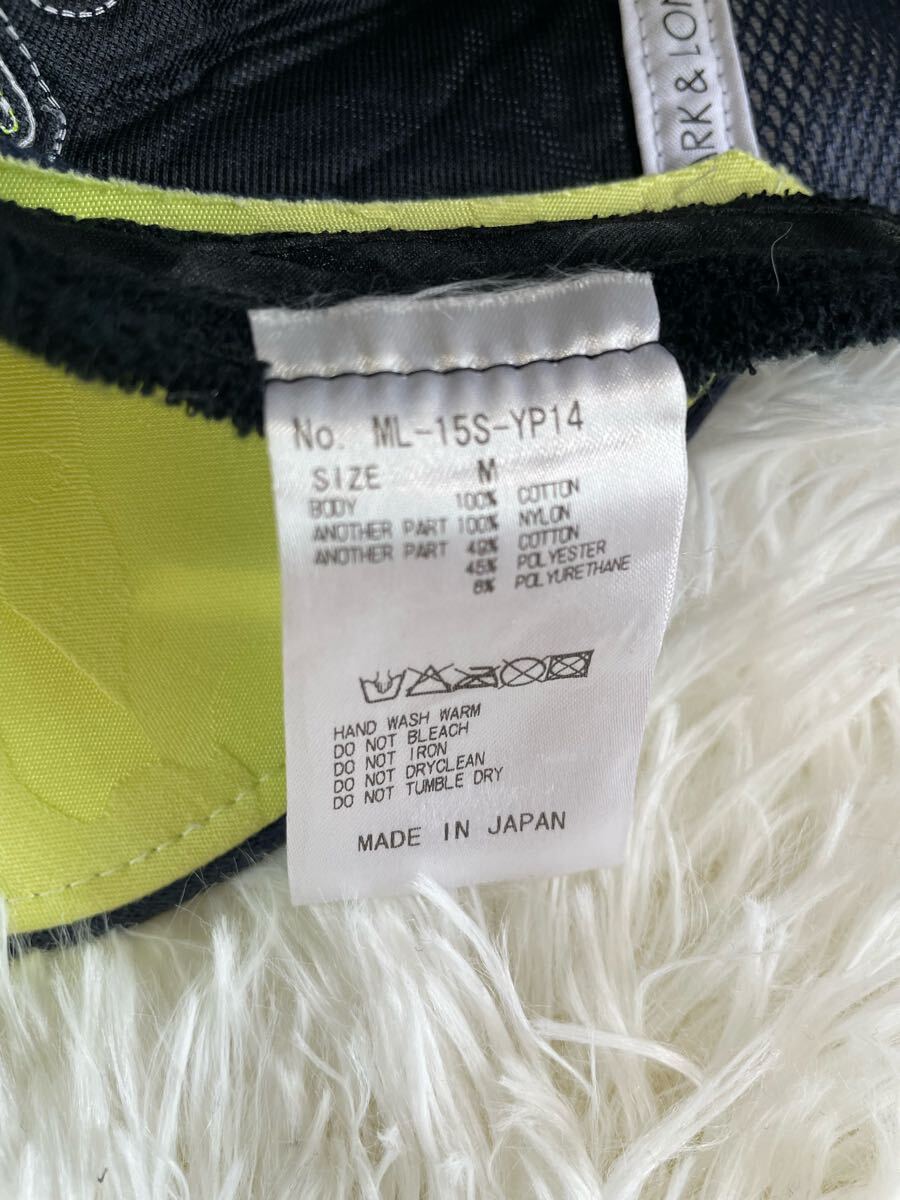 ARK & LON
No. ML-15S-YP14
SIZE M
BODY 100% COTTON
ANOTHER PART 100% NYLON
ANOTHER PART 49% COTTON
45% POLYESTER
6% POLYURETHANE
HAND WASH WARM
DO NOT BLEACH
DO NOT IRON
DO NOT DRYCLEAN
DO NOT TUMBLE DRY
MADE IN JAPAN